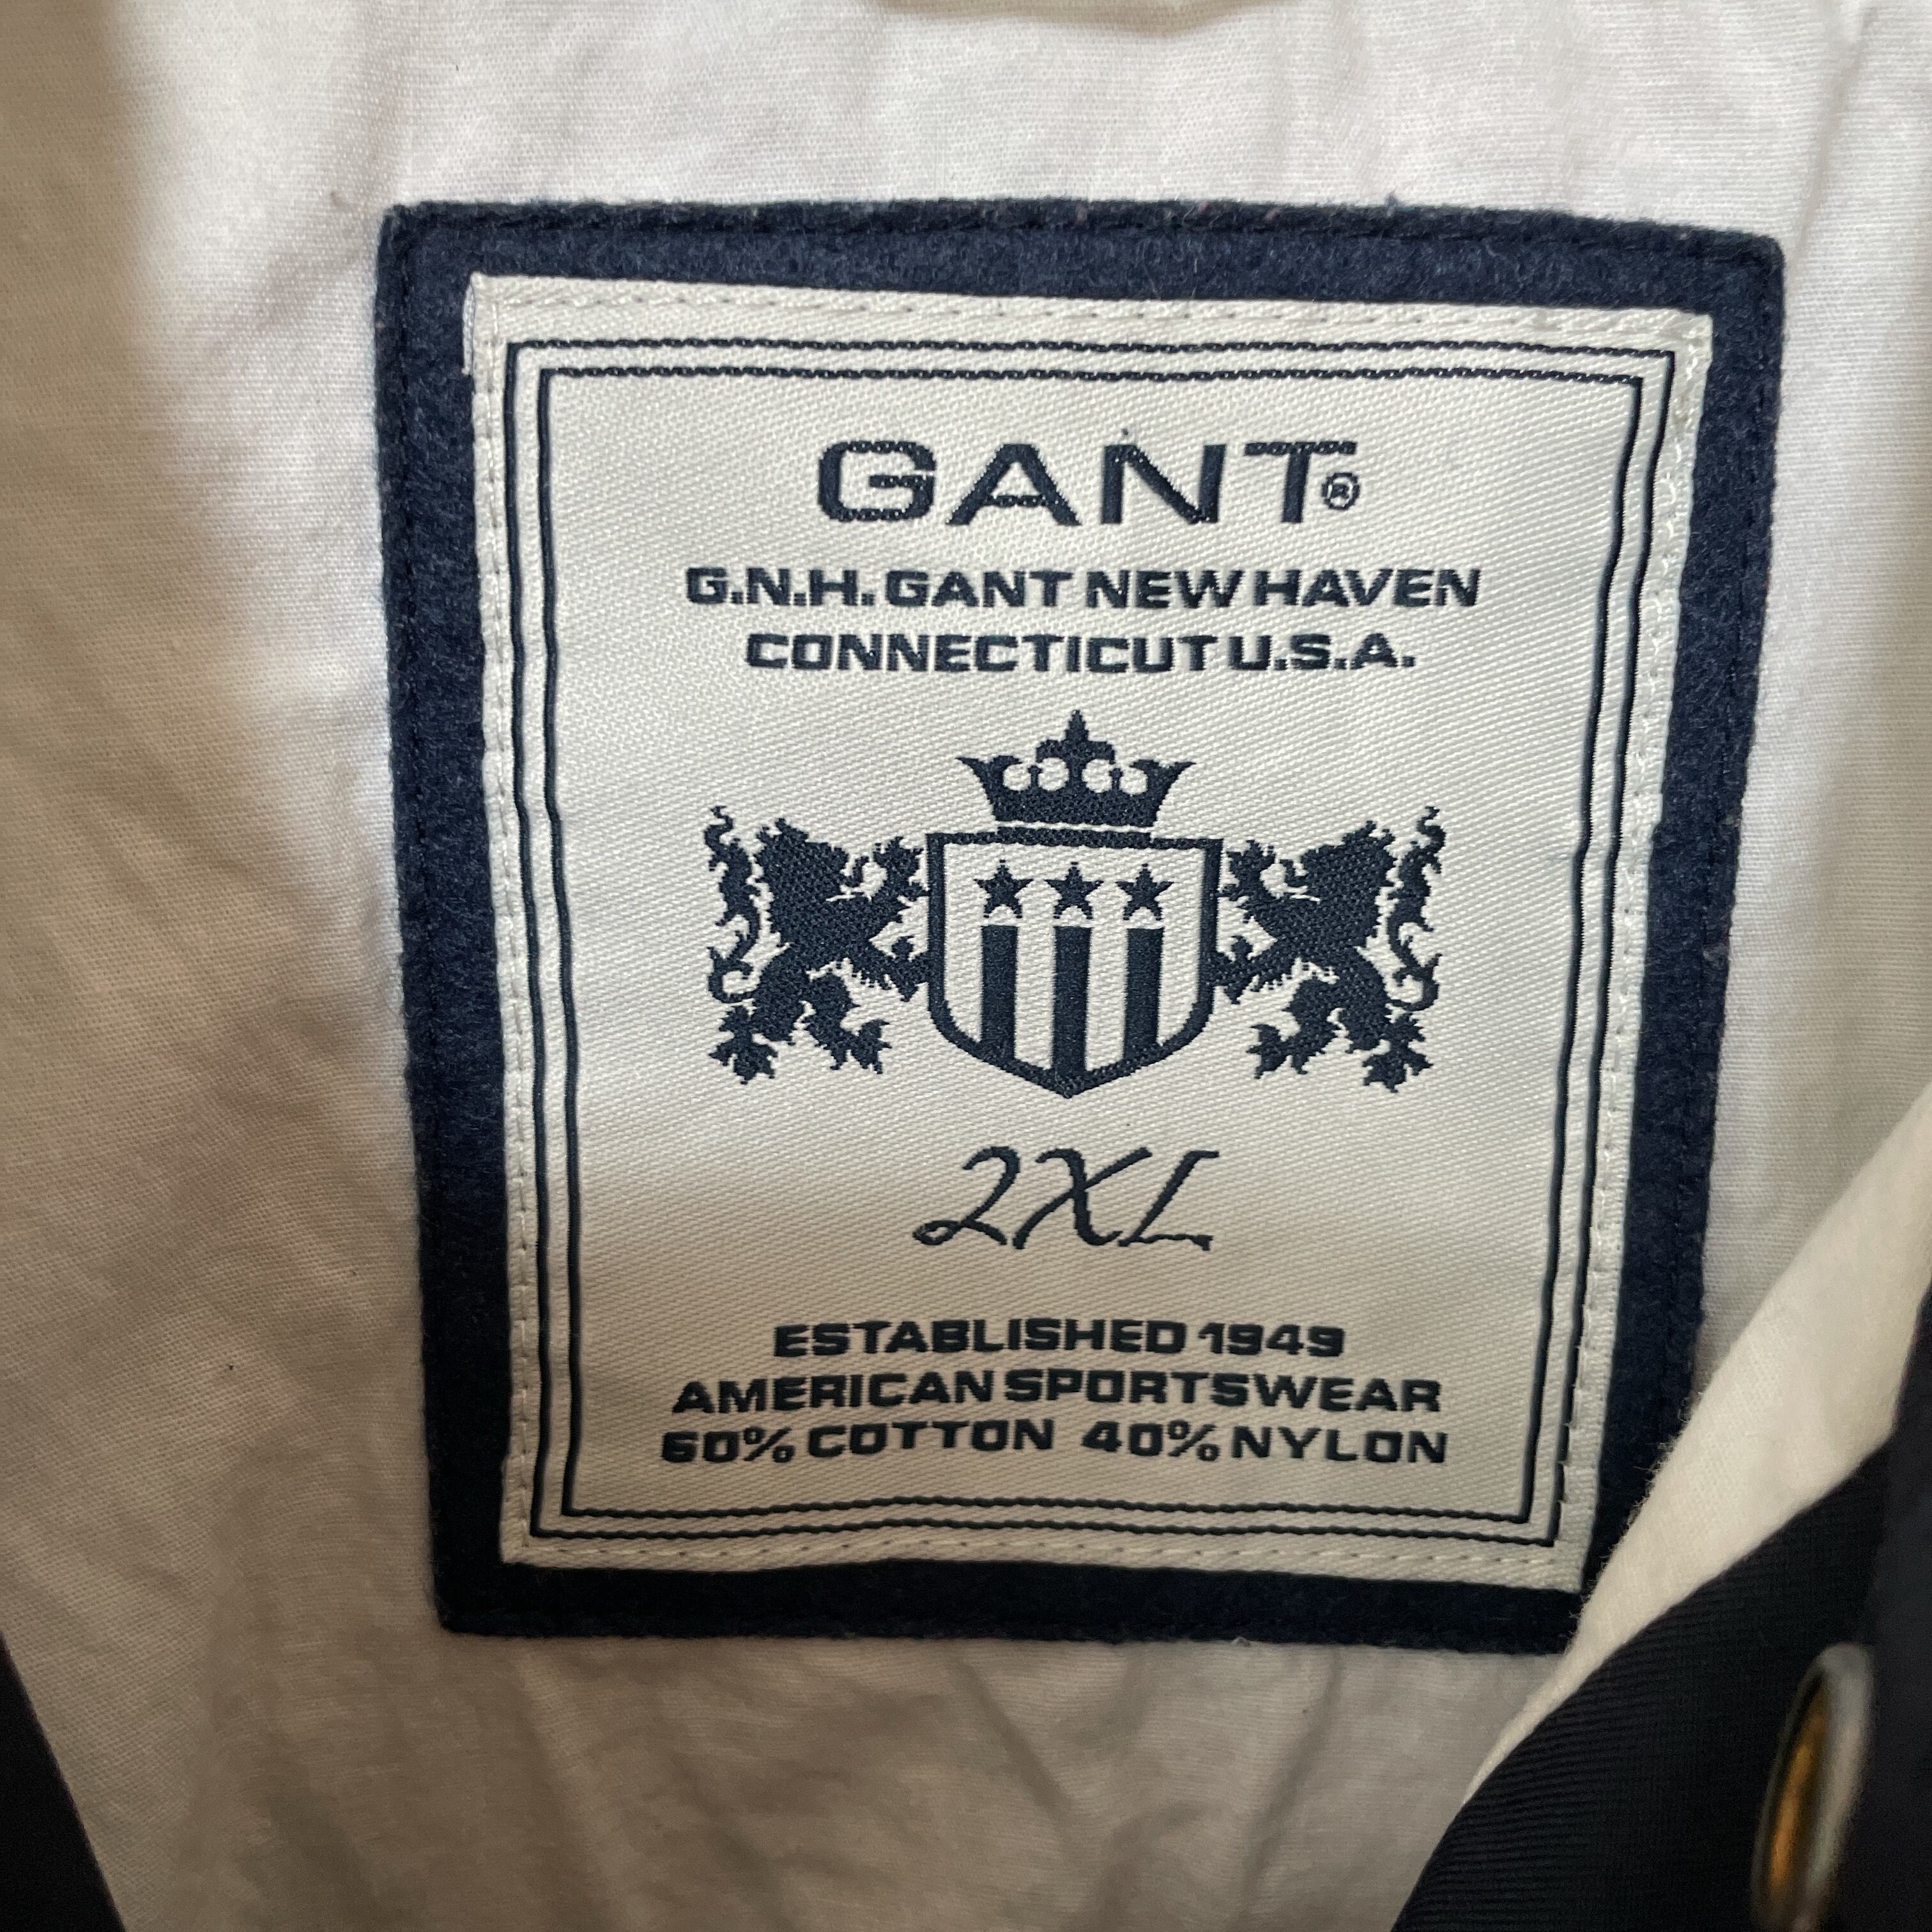 GANT®
G.N.H. GANT NEW HAVEN
CONNECTICUT U.S.A.
2XL
ESTABLISHED 1949
AMERICAN SPORTSWEAR
60% COTTON 40% NYLON